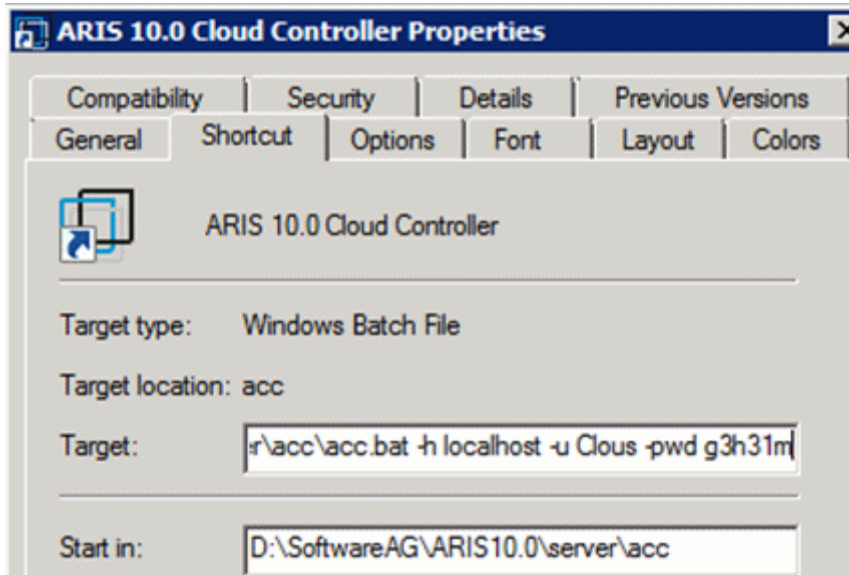 ARIS 10.0 Cloud Controller Properties
Compatibility Security Details Previous Versions
General Shortcut Options Font Layout Colors
ARIS 10.0 Cloud Controller
Target type: Windows Batch File
Target location: acc
Target: r\acc\acc.bat -h localhost -u Clous -pwd g3h31m
Start in: D:\SoftwareAG\ARIS10.0\server\acc